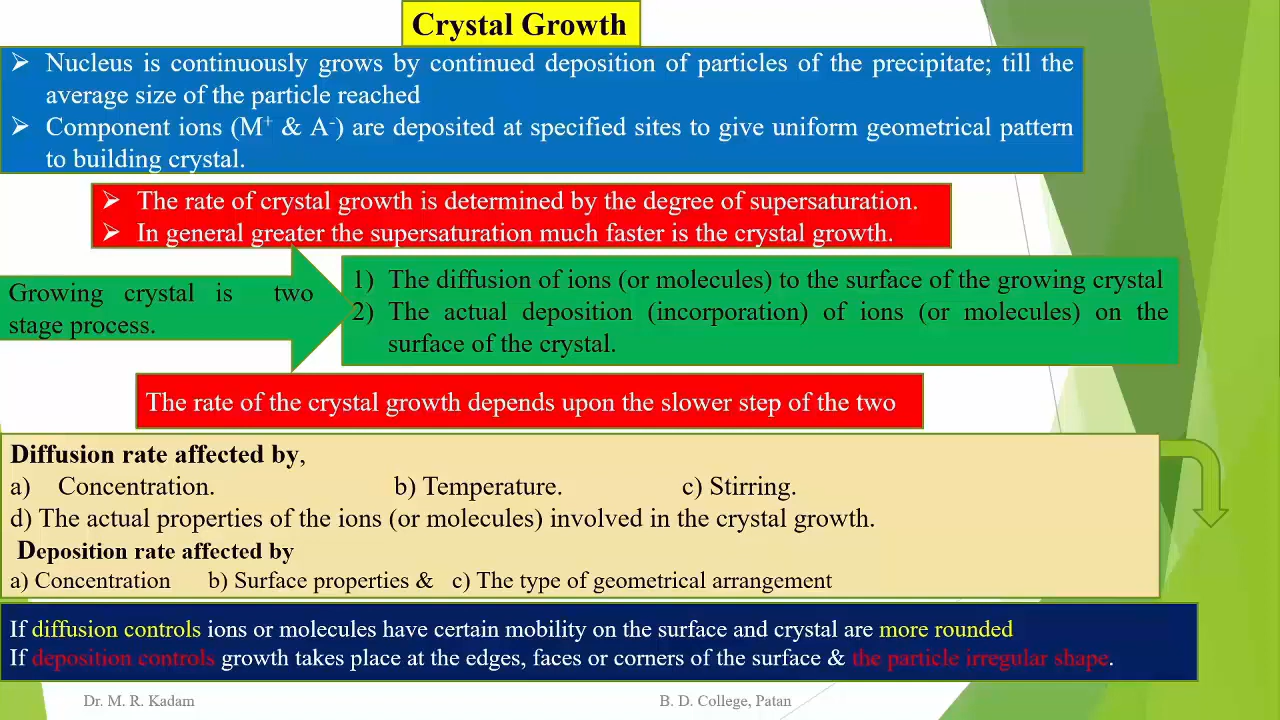 Crystal Growth
➢ Nucleus is continuously grows by continued deposition of particles of the precipitate; till the
average size of the particle reached
➢ Component ions (M⁺ & A⁻) are deposited at specified sites to give uniform geometrical pattern
to building crystal.
➢ The rate of crystal growth is determined by the degree of supersaturation.
➢ In general greater the supersaturation much faster is the crystal growth.
Growing crystal is two
stage process.
1) The diffusion of ions (or molecules) to the surface of the growing crystal
2) The actual deposition (incorporation) of ions (or molecules) on the
surface of the crystal.
The rate of the crystal growth depends upon the slower step of the two
Diffusion rate affected by,
a) Concentration. b) Temperature. c) Stirring.
d) The actual properties of the ions (or molecules) involved in the crystal growth.
Deposition rate affected by
a) Concentration b) Surface properties & c) The type of geometrical arrangement
If diffusion controls ions or molecules have certain mobility on the surface and crystal are more rounded
If deposition controls growth takes place at the edges, faces or corners of the surface & the particle irregular shape.
Dr. M. R. Kadam B. D. College, Patan